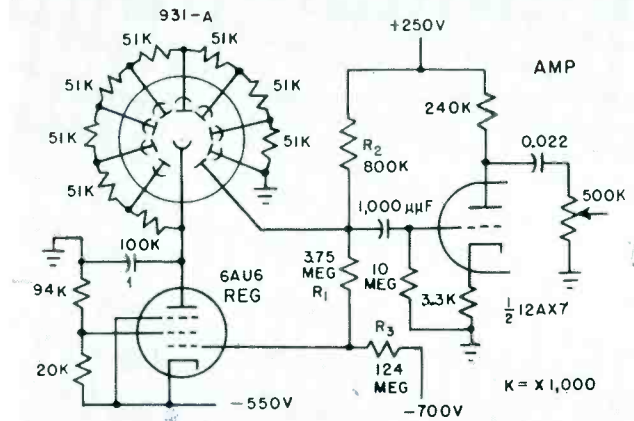 931-A
51K
51K
51K
51K
51K
51K
51K
51K
+250V
AMP
240K
R2
800K
0.022
500K
1,000 μμF
100K
1
6AU6
REG
94K
20K
3.75
MEG
R1
10
MEG
3.3K
½ 12AX7
R3
124
MEG
-550V
-700V
K = X 1,000